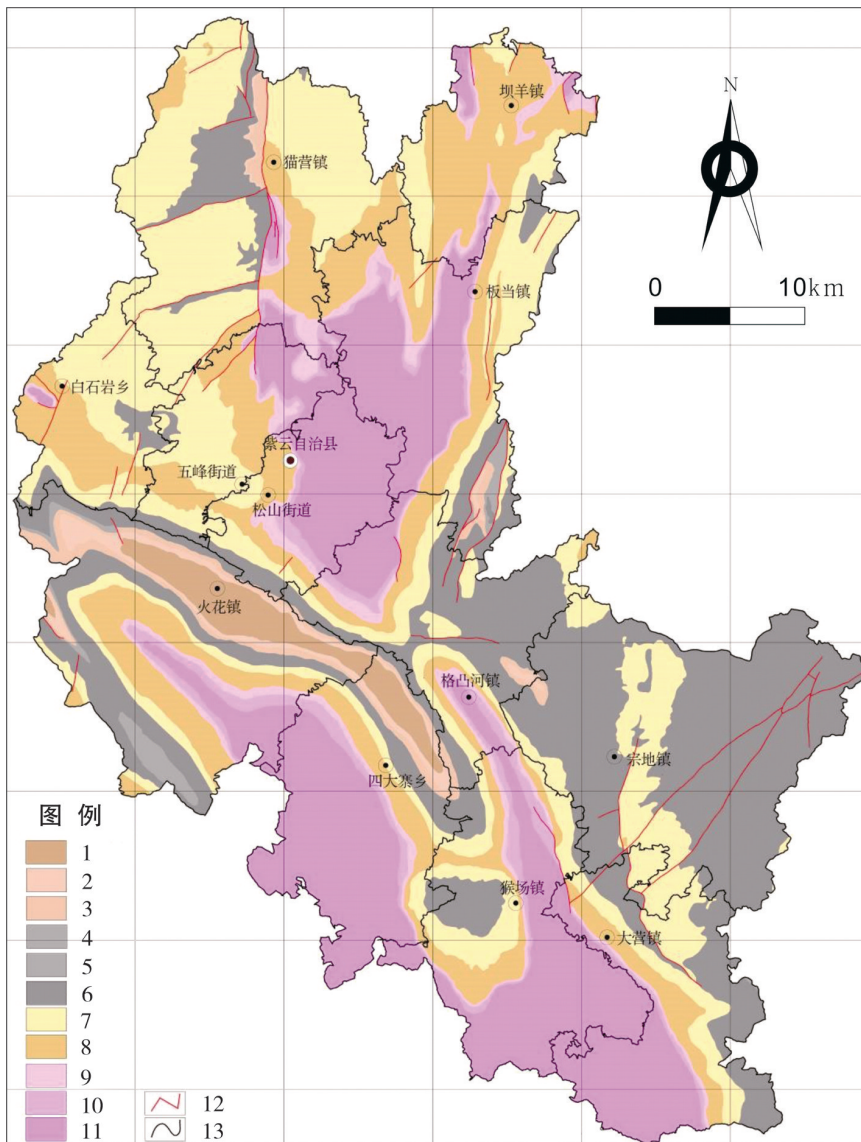 N
0 10km
坝羊镇
猫营镇
板当镇
白石岩乡
紫云自治县
五峰街道
松山街道
火花镇
格凸河镇
宗地镇
四大寨乡
猴场镇
大营镇
图 例
1
2
3
4
5
6
7
8
9
10 12
11 13